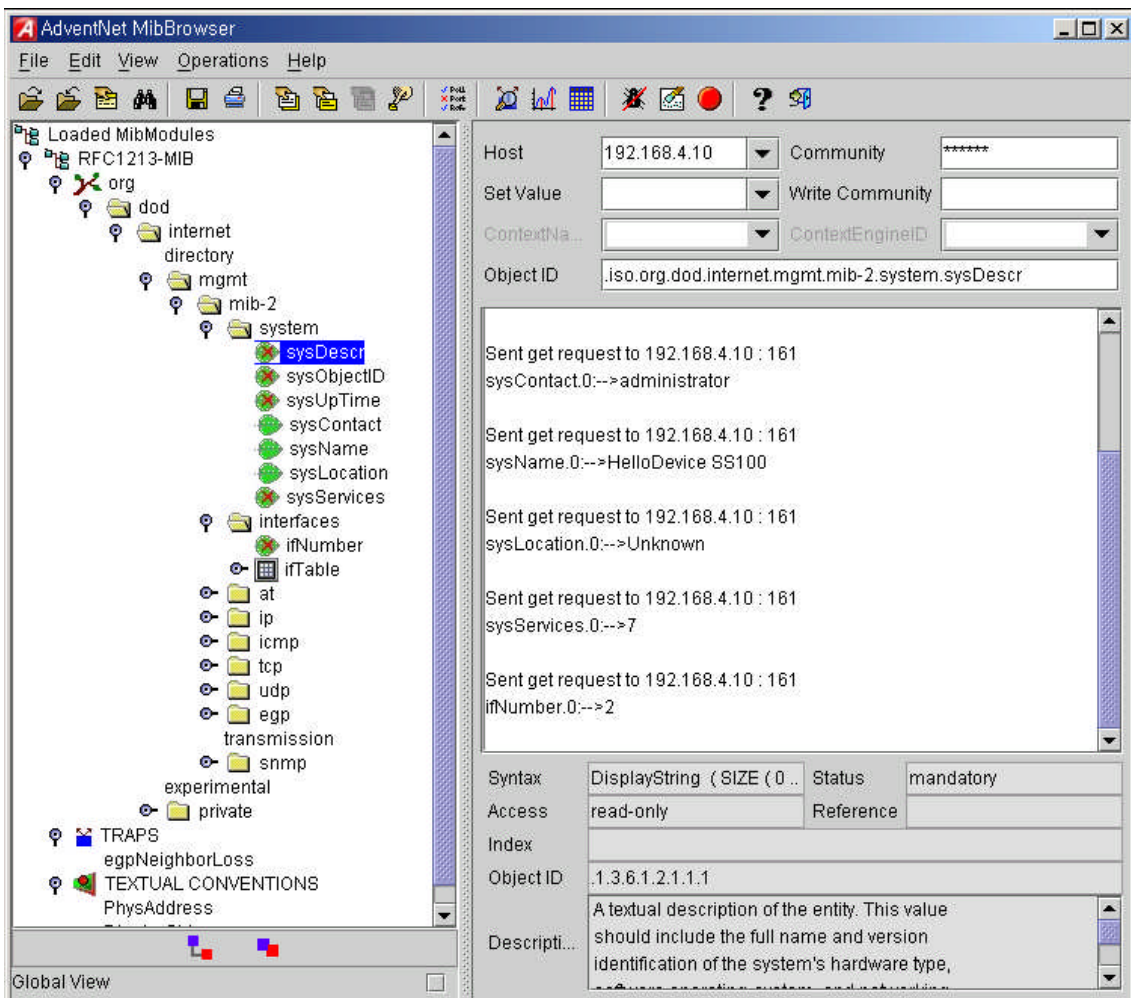 AdventNet MibBrowser
File Edit View Operations Help
Loaded MibModules
RFC1213-MIB
org
dod
internet
directory
mgmt
mib-2
system
sysDescr
sysObjectID
sysUpTime
sysContact
sysName
sysLocation
sysServices
interfaces
ifNumber
ifTable
at
ip
icmp
tcp
udp
egp
transmission
snmp
experimental
private
TRAPS
egpNeighborLoss
TEXTUAL CONVENTIONS
PhysAddress
Global View
Host 192.168.4.10 Community ******
Set Value Write Community
ContextNa... ContextEngineID
Object ID .iso.org.dod.internet.mgmt.mib-2.system.sysDescr
Sent get request to 192.168.4.10 : 161
sysContact.0:-->administrator
Sent get request to 192.168.4.10 : 161
sysName.0:-->HelloDevice SS100
Sent get request to 192.168.4.10 : 161
sysLocation.0:-->Unknown
Sent get request to 192.168.4.10 : 161
sysServices.0:-->7
Sent get request to 192.168.4.10 : 161
ifNumber.0:-->2
Syntax DisplayString ( SIZE ( 0 .. Status mandatory
Access read-only Reference
Index
Object ID .1.3.6.1.2.1.1.1
Descripti... A textual description of the entity. This value
should include the full name and version
identification of the system's hardware type,